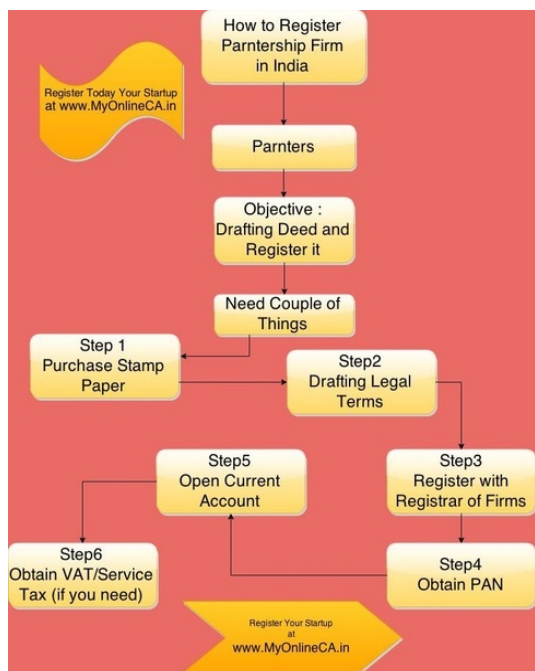 How to Register
Parntership Firm
in India
Register Today Your Startup
at www.MyOnlineCA.in
Parnters
Objective :
Drafting Deed and
Register it
Need Couple of
Things
Step 1
Purchase Stamp
Paper
Step2
Drafting Legal
Terms
Step3
Register with
Registrar of Firms
Step4
Obtain PAN
Step5
Open Current
Account
Step6
Obtain VAT/Service
Tax (if you need)
Register Your Startup
at
www.MyOnlineCA.in